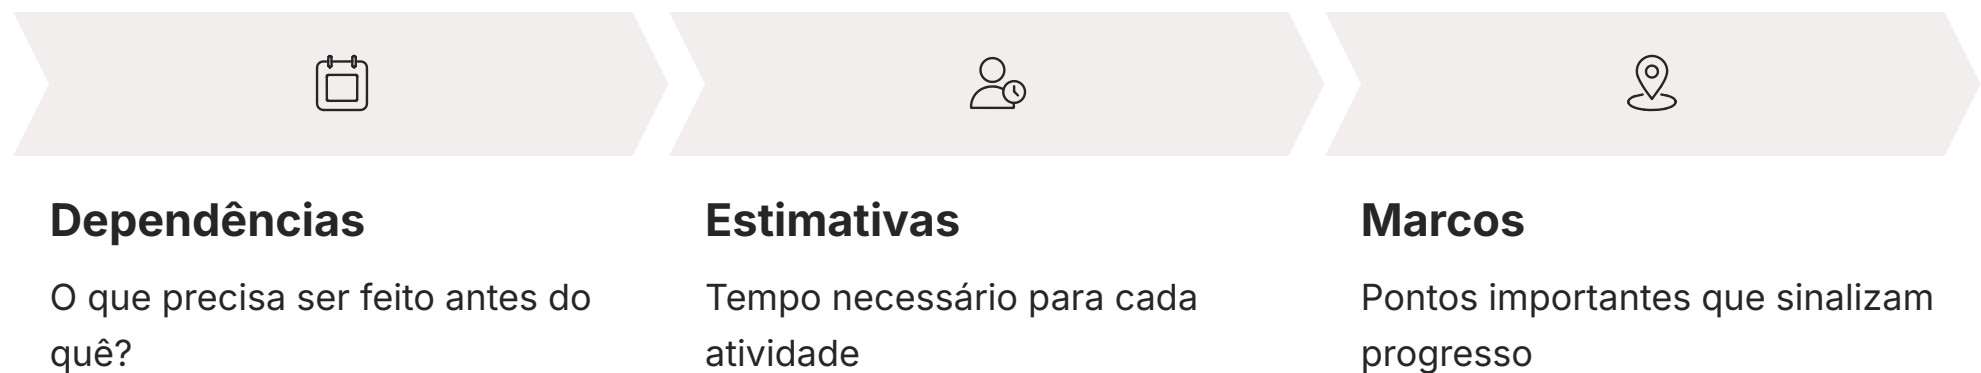 Dependências
O que precisa ser feito antes do
quê?
Estimativas
Tempo necessário para cada
atividade
Marcos
Pontos importantes que sinalizam
progresso